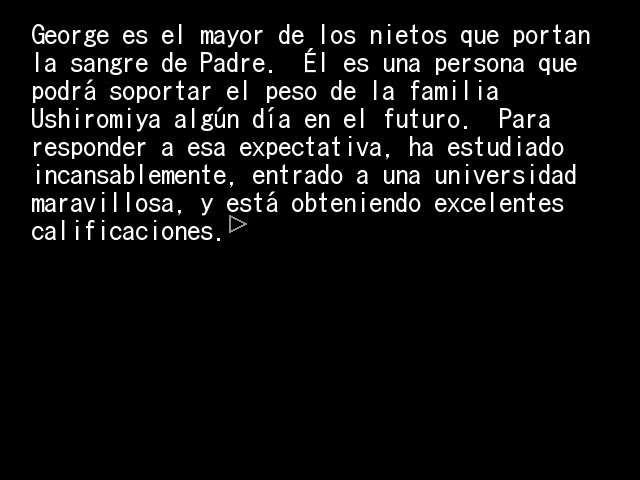 George es el mayor de los nietos que portan
la sangre de Padre.  Él es una persona que
podrá soportar el peso de la familia
Ushiromiya algún día en el futuro.  Para
responder a esa expectativa, ha estudiado
incansablemente, entrado a una universidad
maravillosa, y está obteniendo excelentes
calificaciones.